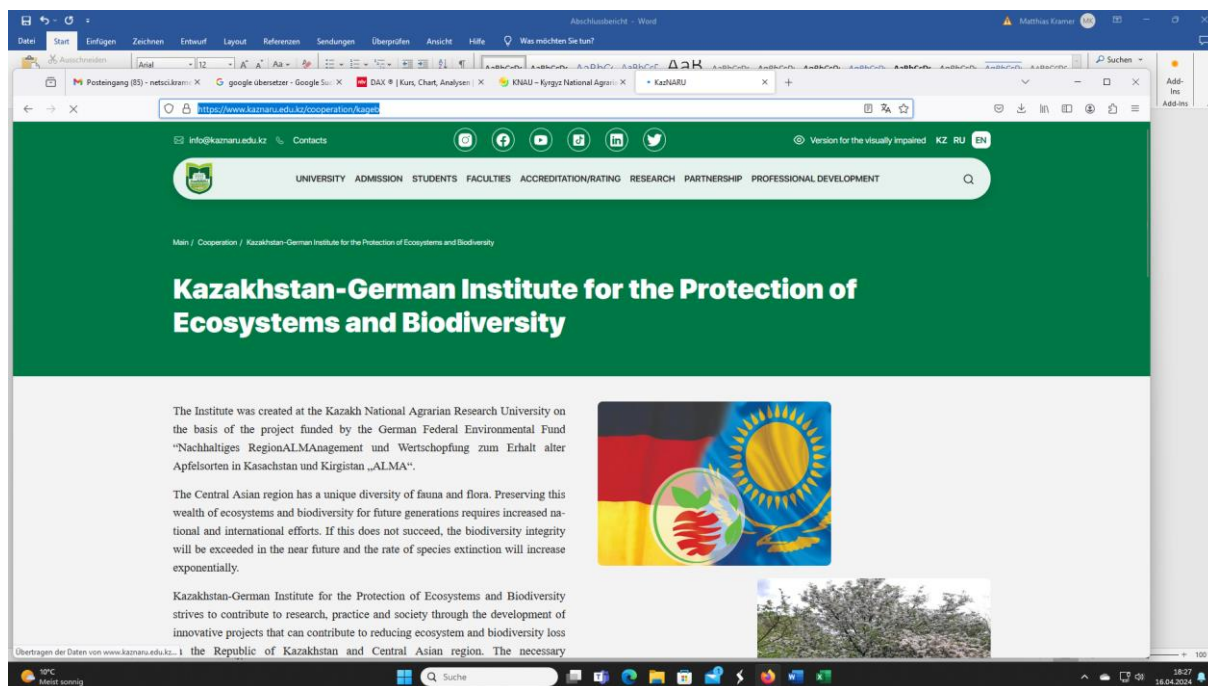 Abschlussbericht - Word
Matthias Kramer MK
Datei Start Einfügen Zeichnen Entwurf Layout Referenzen Sendungen Überprüfen Ansicht Hilfe Was möchten Sie tun?
Ausschneiden Arial 12 Suchen
Posteingang (85) - netsci.kram
google übersetzer - Google
DAX ® | Kurs, Chart, Analysen |
KNAU – Kyrgyz National Agrari
KazNARU
Add-
Ins
Add-Ins
https://www.kaznaru.edu.kz/cooperation/kageb
info@kaznaru.edu.kz Contacts Version for the visually impaired KZ RU EN
UNIVERSITY ADMISSION STUDENTS FACULTIES ACCREDITATION/RATING RESEARCH PARTNERSHIP PROFESSIONAL DEVELOPMENT
Main / Cooperation / Kazakhstan-German Institute for the Protection of Ecosystems and Biodiversity
Kazakhstan-German Institute for the Protection of
Ecosystems and Biodiversity
The Institute was created at the Kazakh National Agrarian Research University on
the basis of the project funded by the German Federal Environmental Fund
“Nachhaltiges RegionALMAnagement und Wertschopfung zum Erhalt alter
Apfelsorten in Kasachstan und Kirgistan „ALMA“.
The Central Asian region has a unique diversity of fauna and flora. Preserving this
wealth of ecosystems and biodiversity for future generations requires increased na-
tional and international efforts. If this does not succeed, the biodiversity integrity
will be exceeded in the near future and the rate of species extinction will increase
exponentially.
Kazakhstan-German Institute for the Protection of Ecosystems and Biodiversity
strives to contribute to research, practice and society through the development of
innovative projects that can contribute to reducing ecosystem and biodiversity loss
the Republic of Kazakhstan and Central Asian region. The necessary
Übertragen der Daten von www.kaznaru.edu.kz...
100
10°C
Meist sonnig
Suche
18:27
16.04.2024